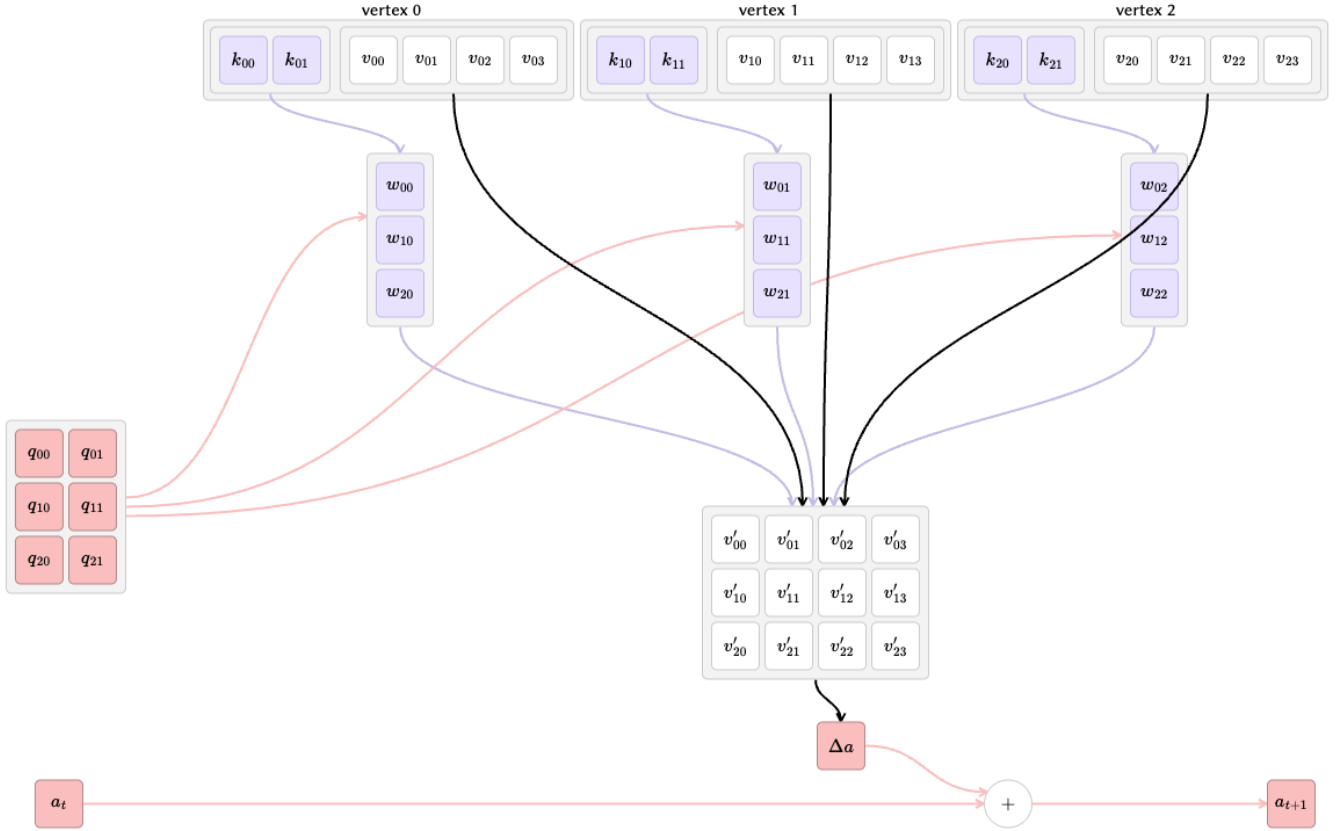 vertex 0 vertex 1 vertex 2
k₀₀ k₀₁ v₀₀ v₀₁ v₀₂ v₀₃ k₁₀ k₁₁ v₁₀ v₁₁ v₁₂ v₁₃ k₂₀ k₂₁ v₂₀ v₂₁ v₂₂ v₂₃
w₀₀ w₀₁ w₀₂
w₁₀ w₁₁ w₁₂
w₂₀ w₂₁ w₂₂
q₀₀ q₀₁
q₁₀ q₁₁
q₂₀ q₂₁
v′₀₀ v′₀₁ v′₀₂ v′₀₃
v′₁₀ v′₁₁ v′₁₂ v′₁₃
v′₂₀ v′₂₁ v′₂₂ v′₂₃
Δa
aₜ + aₜ₊₁